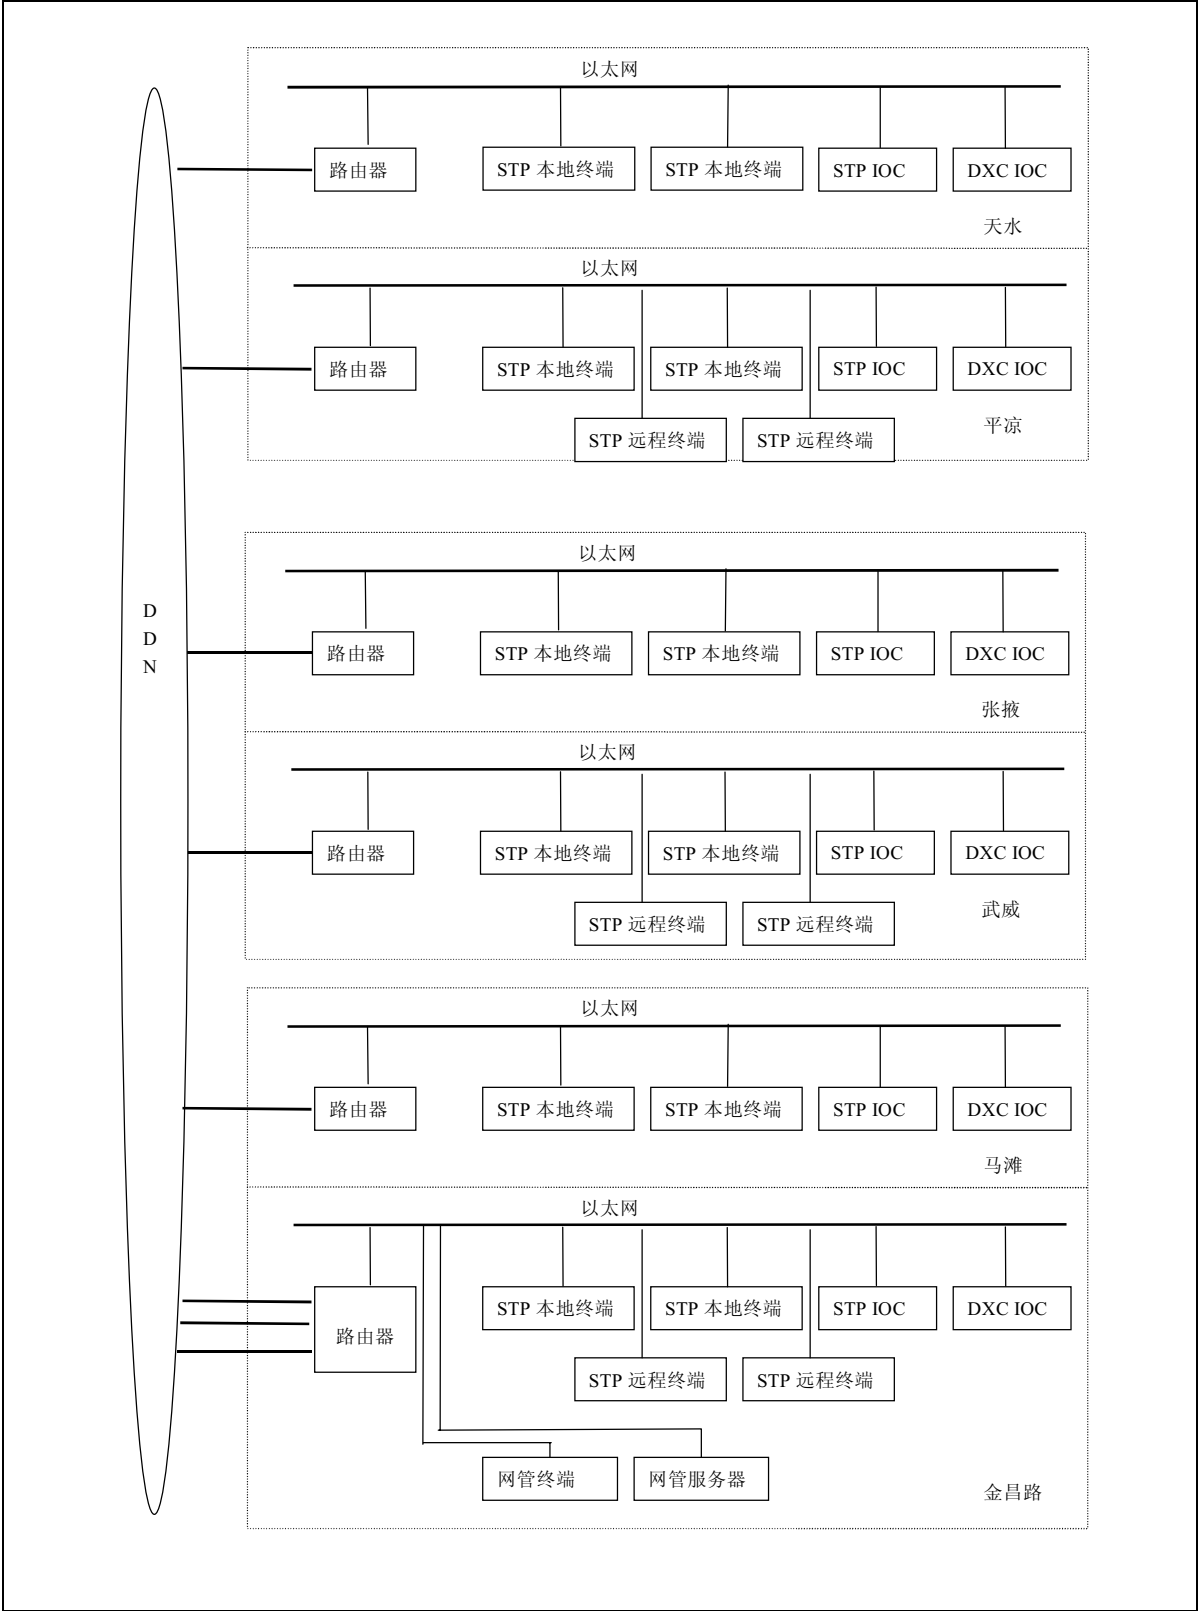 以太网
路由器 STP 本地终端 STP 本地终端 STP IOC DXC IOC
天水
以太网
路由器 STP 本地终端 STP 本地终端 STP IOC DXC IOC
STP 远程终端 STP 远程终端
平凉
以太网
D
D
N
路由器 STP 本地终端 STP 本地终端 STP IOC DXC IOC
张掖
以太网
路由器 STP 本地终端 STP 本地终端 STP IOC DXC IOC
STP 远程终端 STP 远程终端
武威
以太网
路由器 STP 本地终端 STP 本地终端 STP IOC DXC IOC
马滩
以太网
路由器 STP 本地终端 STP 本地终端 STP IOC DXC IOC
STP 远程终端 STP 远程终端
网管终端 网管服务器
金昌路